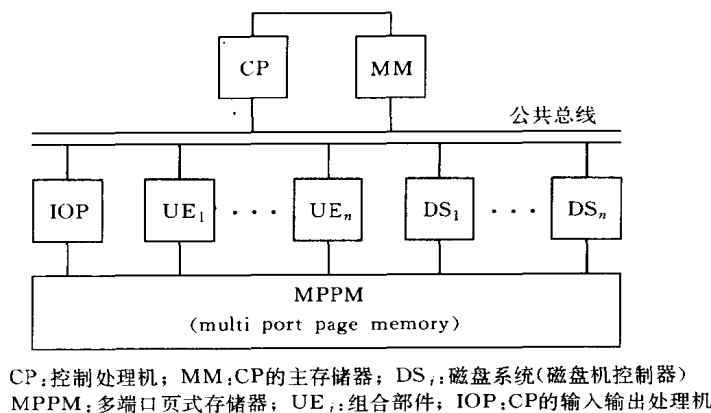 CP MM
公共总线
IOP UE₁ ··· UEₙ DS₁ ··· DSₙ
MPPM
(multi port page memory)
CP:控制处理机; MM:CP的主存储器; DSᵢ:磁盘系统(磁盘机控制器)
MPPM:多端口页式存储器; UEᵢ:组合部件; IOP:CP的输入输出处理机